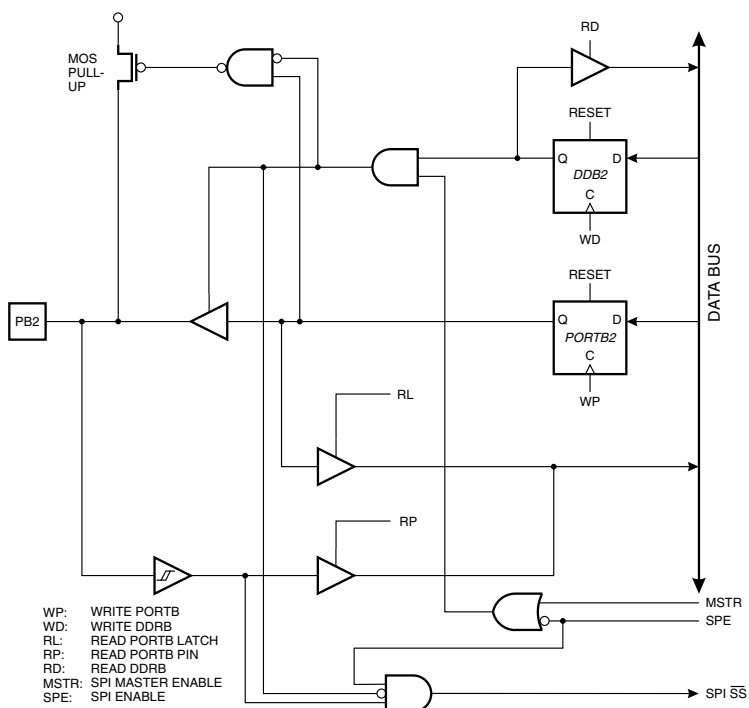 RD
MOS
PULL-
UP
RESET
Q
D
DDB2
C
WD
DATA BUS
RESET
PB2
Q
D
PORTB2
C
WP
RL
RP
WP: WRITE PORTB
WD: WRITE DDRB
RL: READ PORTB LATCH
RP: READ PORTB PIN
RD: READ DDRB
MSTR: SPI MASTER ENABLE
SPE: SPI ENABLE
MSTR
SPE
SPI S̅S̅